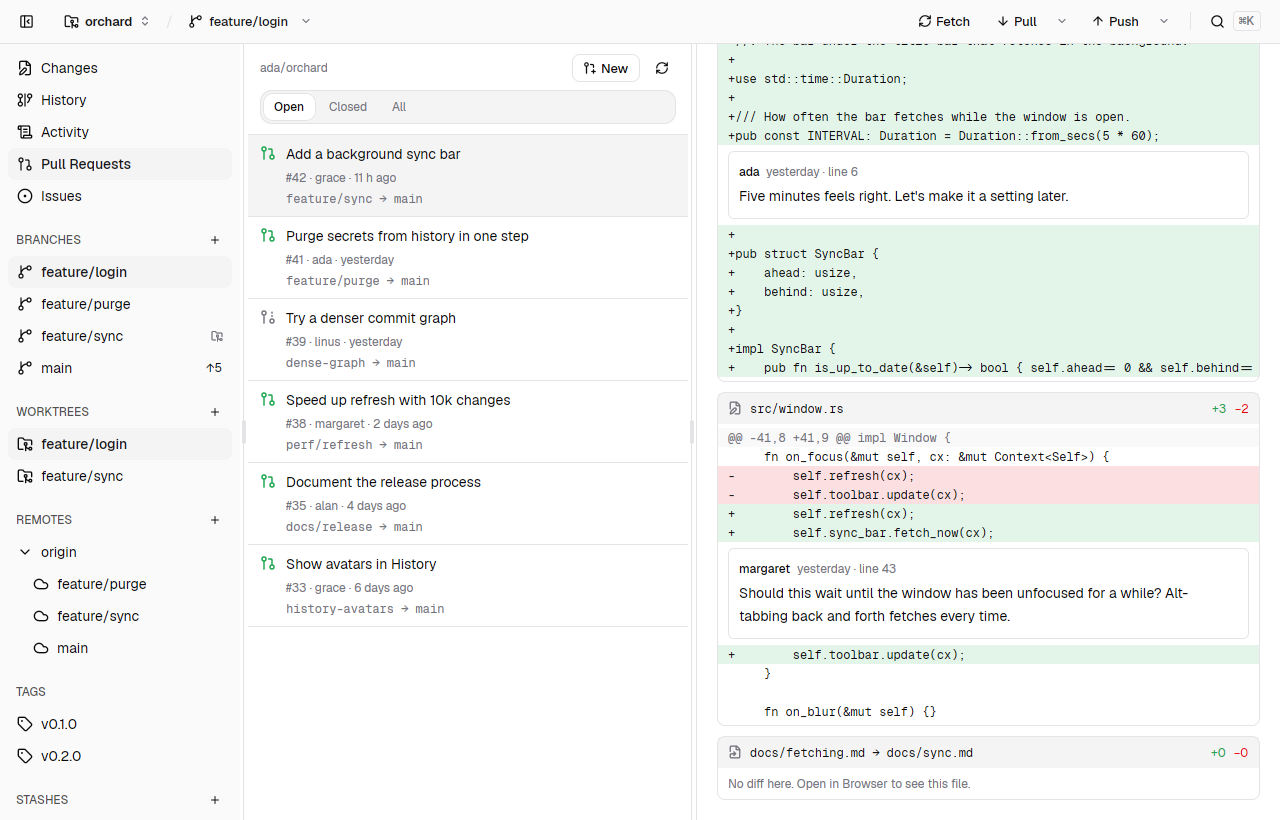 orchard / feature/login
Fetch Pull Push ⌘K
Changes
History
Activity
Pull Requests
Issues
BRANCHES +
feature/login
feature/purge
feature/sync
main ↑5
WORKTREES +
feature/login
feature/sync
REMOTES +
origin
feature/purge
feature/sync
main
TAGS
v0.1.0
v0.2.0
STASHES +
ada/orchard New
Open Closed All
Add a background sync bar
#42 · grace · 11 h ago
feature/sync → main
Purge secrets from history in one step
#41 · ada · yesterday
feature/purge → main
Try a denser commit graph
#39 · linus · yesterday
dense-graph → main
Speed up refresh with 10k changes
#38 · margaret · 2 days ago
perf/refresh → main
Document the release process
#35 · alan · 4 days ago
docs/release → main
Show avatars in History
#33 · grace · 6 days ago
history-avatars → main
+
+use std::time::Duration;
+
+/// How often the bar fetches while the window is open.
+pub const INTERVAL: Duration = Duration::from_secs(5 * 60);
ada yesterday · line 6
Five minutes feels right. Let's make it a setting later.
+
+pub struct SyncBar {
+    ahead: usize,
+    behind: usize,
+}
+
+impl SyncBar {
+    pub fn is_up_to_date(&self)-> bool { self.ahead== 0 && self.behind==
src/window.rs +3 −2
@@ -41,8 +41,9 @@ impl Window {
fn on_focus(&mut self, cx: &mut Context<Self>) {
-        self.refresh(cx);
-        self.toolbar.update(cx);
+        self.refresh(cx);
+        self.sync_bar.fetch_now(cx);
margaret yesterday · line 43
Should this wait until the window has been unfocused for a while? Alt-
tabbing back and forth fetches every time.
+        self.toolbar.update(cx);
}
fn on_blur(&mut self) {}
docs/fetching.md → docs/sync.md +0 −0
No diff here. Open in Browser to see this file.